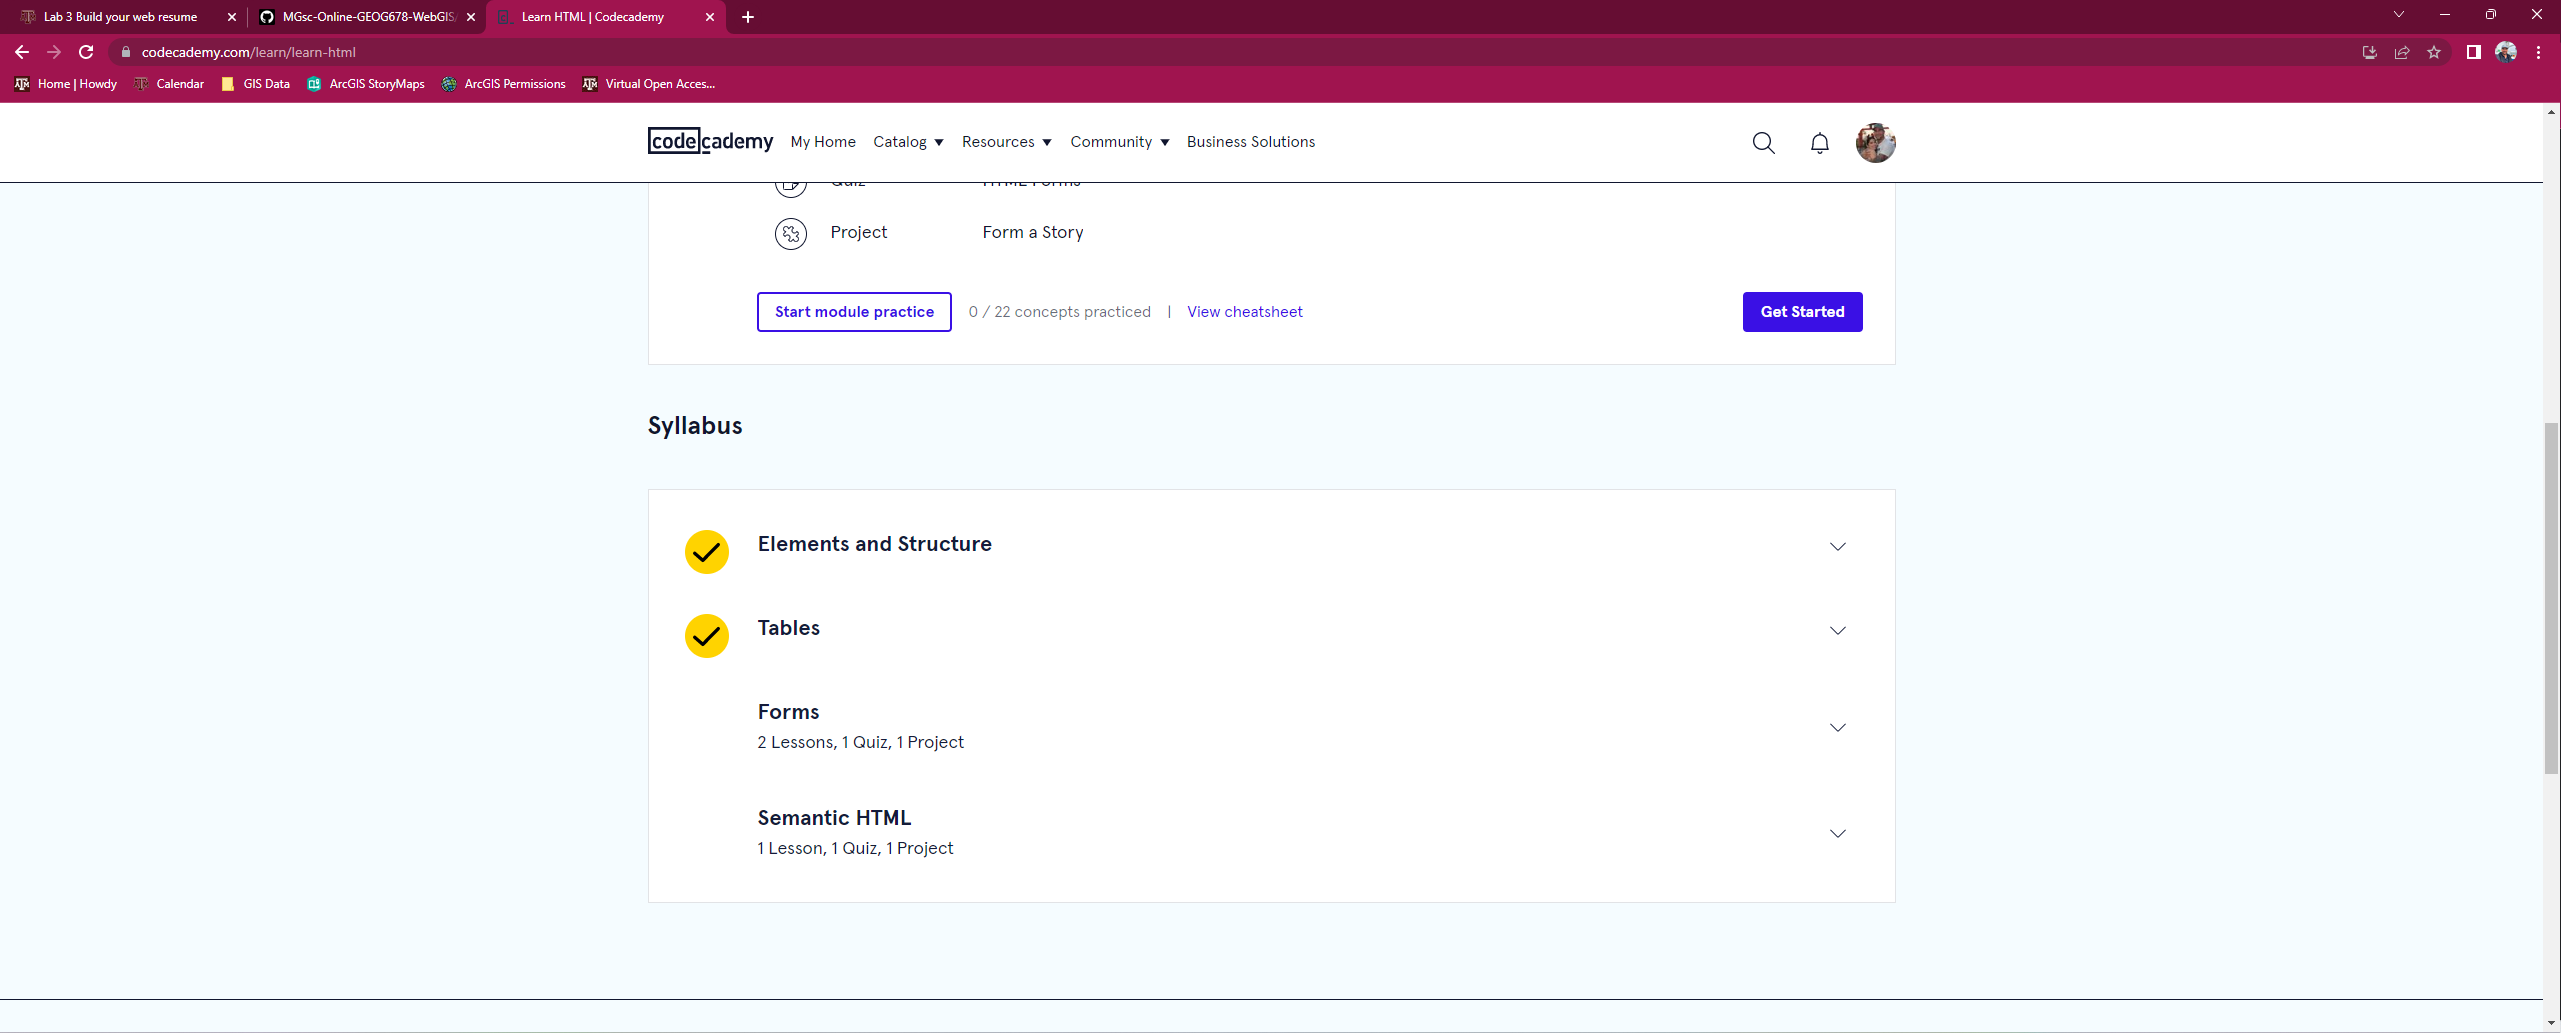 Lab 3 Build your web resume
MGsc-Online-GEOG678-WebGIS
Learn HTML | Codecademy
codecademy.com/learn/learn-html
Home | Howdy
Calendar
GIS Data
ArcGIS StoryMaps
ArcGIS Permissions
Virtual Open Acces...
codecademy
My Home
Catalog
Resources
Community
Business Solutions
Quiz
HTML Forms
Project
Form a Story
Start module practice
0 / 22 concepts practiced
|
View cheatsheet
Get Started
Syllabus
Elements and Structure
Tables
Forms
2 Lessons, 1 Quiz, 1 Project
Semantic HTML
1 Lesson, 1 Quiz, 1 Project